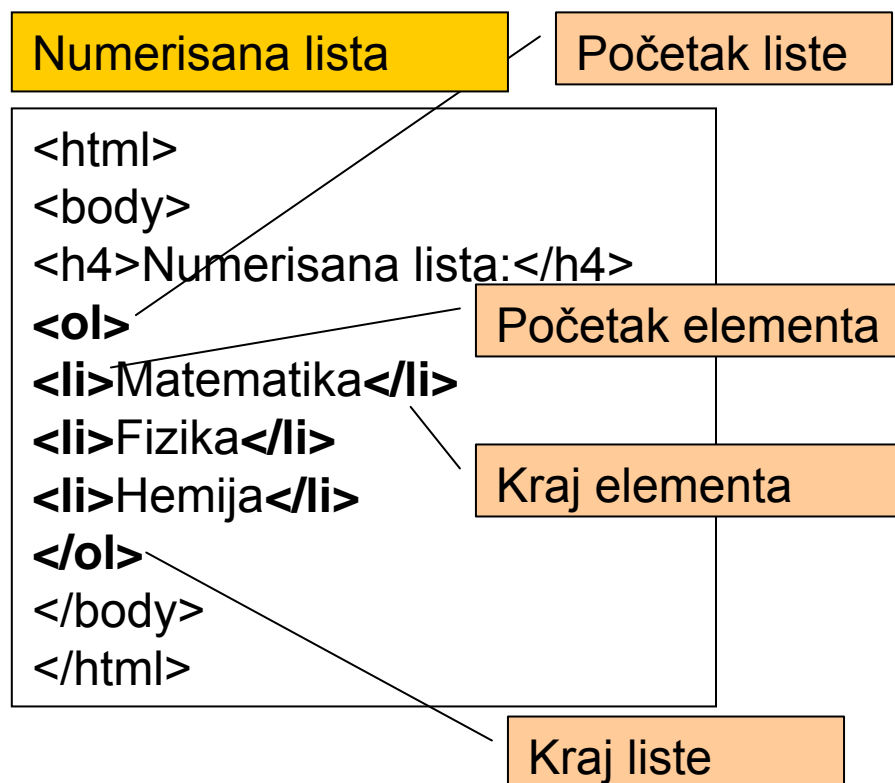 Numerisana lista
Početak liste
<html>
<body>
<h4>Numerisana lista:</h4>
<ol>
Početak elementa
<li>Matematika</li>
<li>Fizika</li>
Kraj elementa
<li>Hemija</li>
</ol>
</body>
</html>
Kraj liste